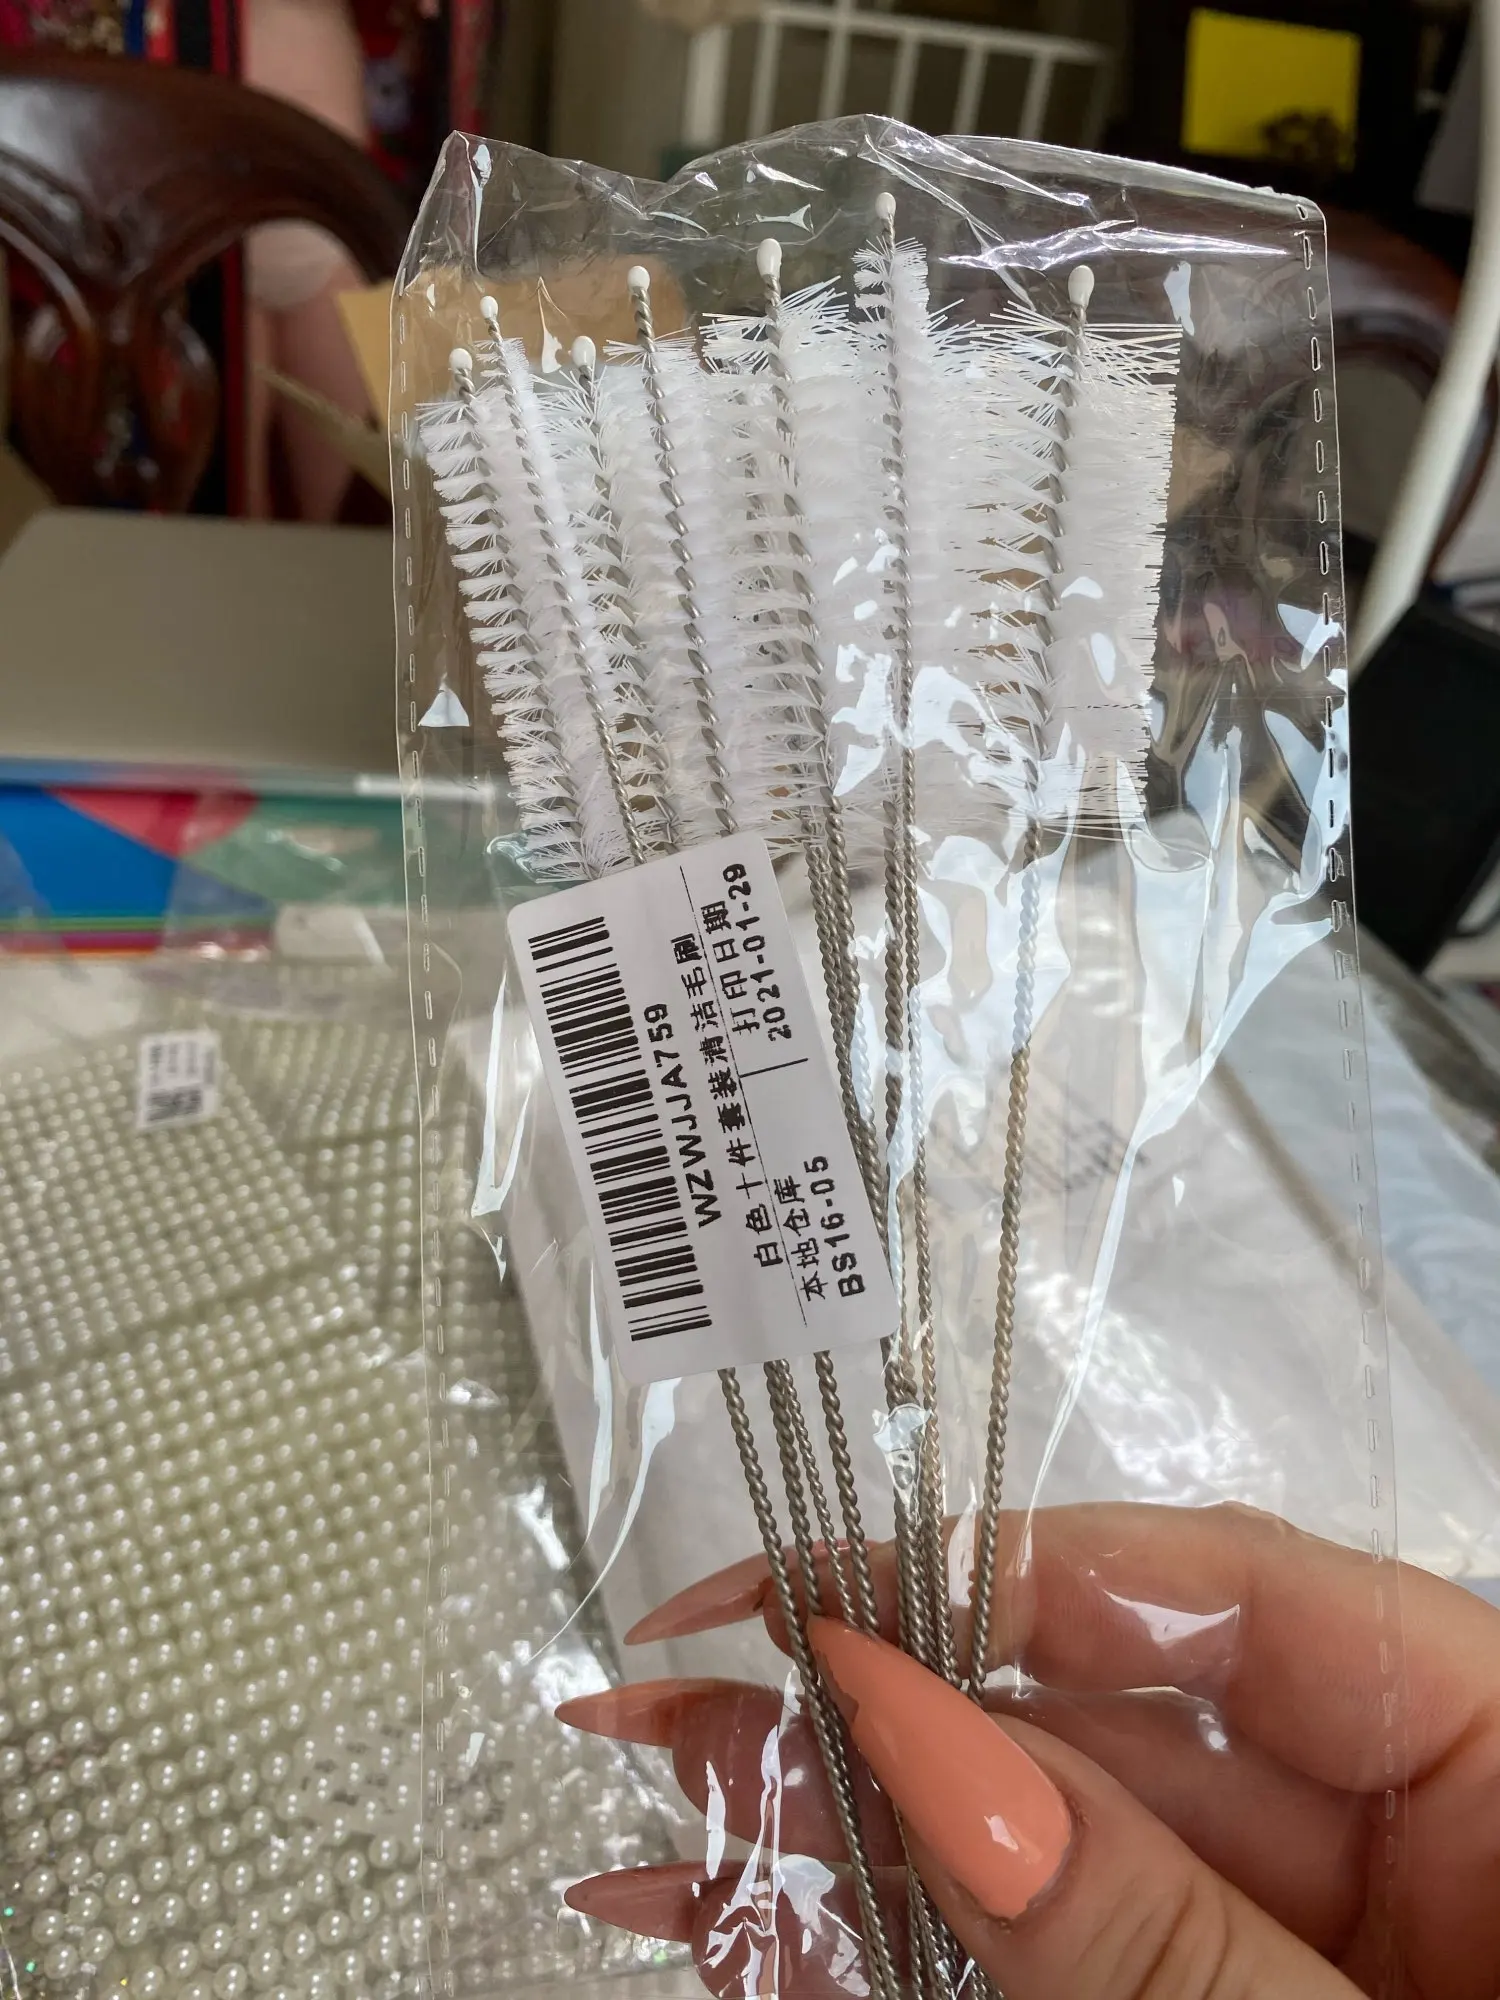 WZWJJA759
白色十件套装清洁毛刷
本地仓库
BS16-05
打印日期
2021-01-29